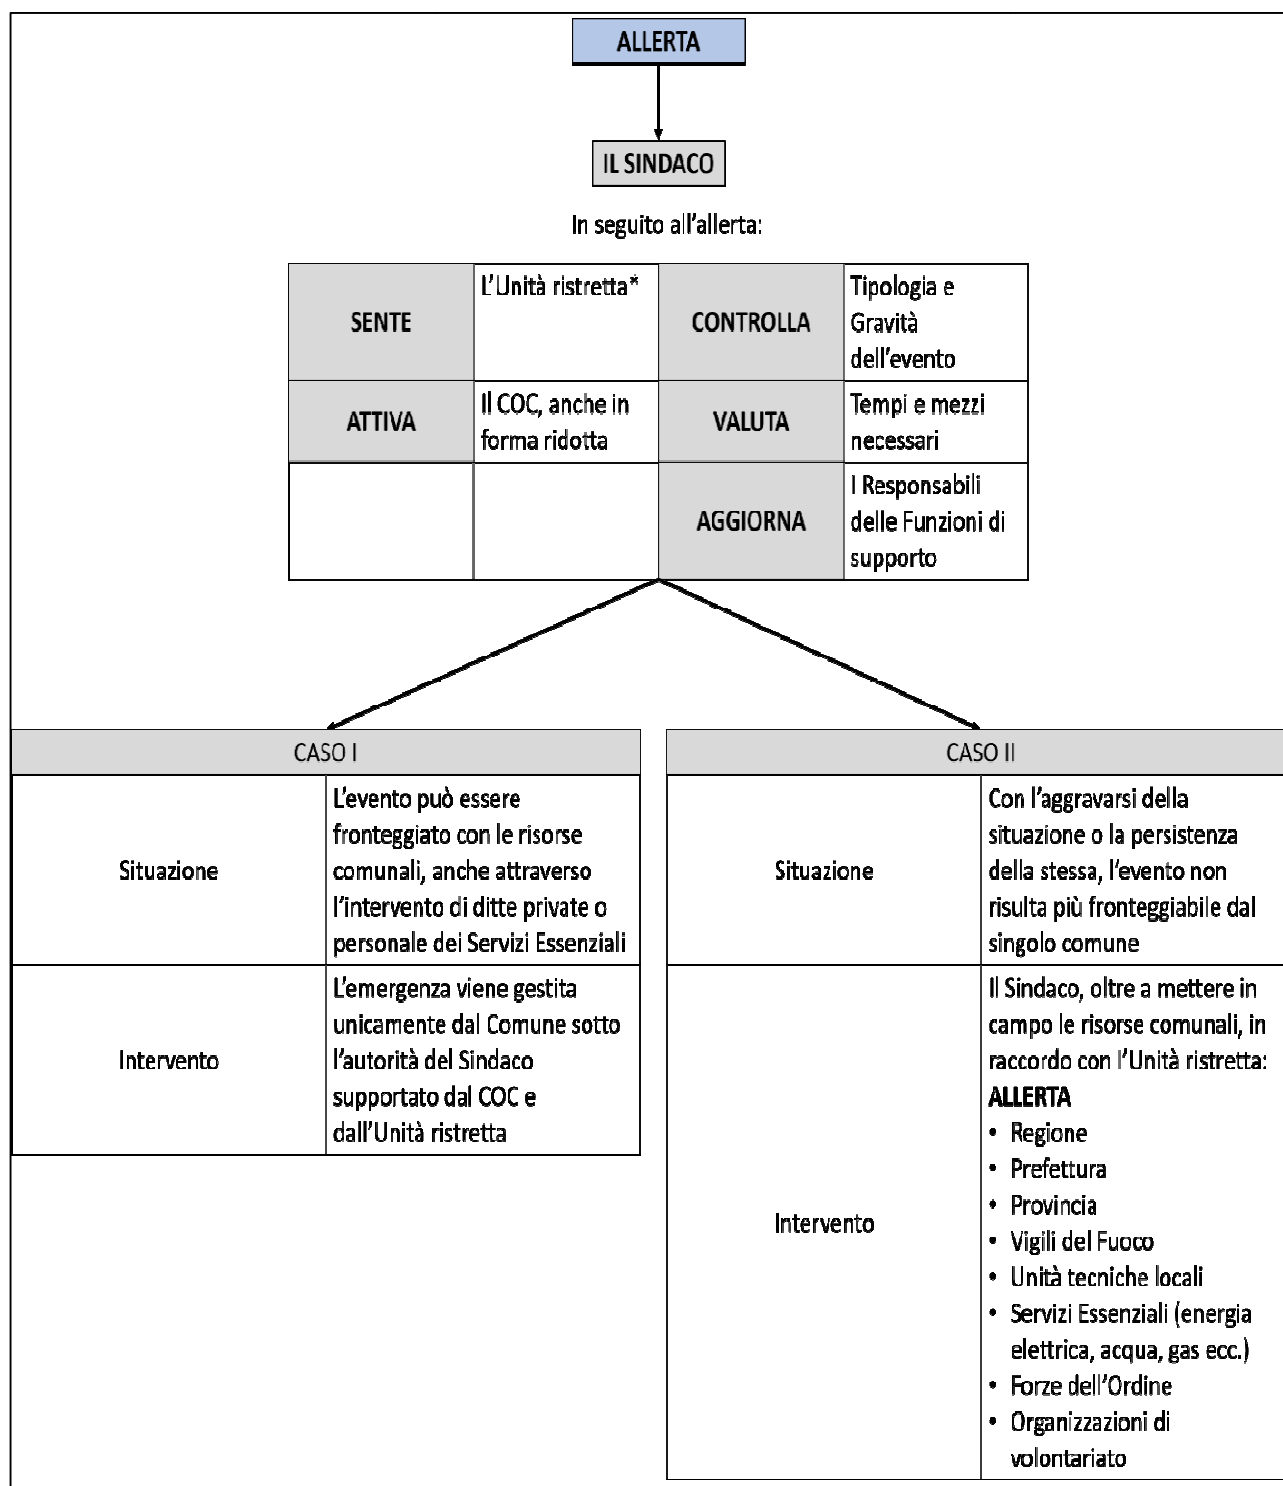 ALLERTA
IL SINDACO
In seguito all'allerta:
SENTE
L'Unità ristretta*
CONTROLLA
Tipologia e
Gravità
dell'evento
ATTIVA
Il COC, anche in
forma ridotta
VALUTA
Tempi e mezzi
necessari
AGGIORNA
I Responsabili
delle Funzioni di
supporto
CASO I
Situazione
L'evento può essere
fronteggiato con le risorse
comunali, anche attraverso
l'intervento di ditte private o
personale dei Servizi Essenziali
Intervento
L'emergenza viene gestita
unicamente dal Comune sotto
l'autorità del Sindaco
supportato dal COC e
dall'Unità ristretta
CASO II
Situazione
Con l'aggravarsi della
situazione o la persistenza
della stessa, l'evento non
risulta più fronteggiabile dal
singolo comune
Intervento
Il Sindaco, oltre a mettere in
campo le risorse comunali, in
raccordo con l'Unità ristretta:
ALLERTA
• Regione
• Prefettura
• Provincia
• Vigili del Fuoco
• Unità tecniche locali
• Servizi Essenziali (energia
elettrica, acqua, gas ecc.)
• Forze dell'Ordine
• Organizzazioni di
volontariato